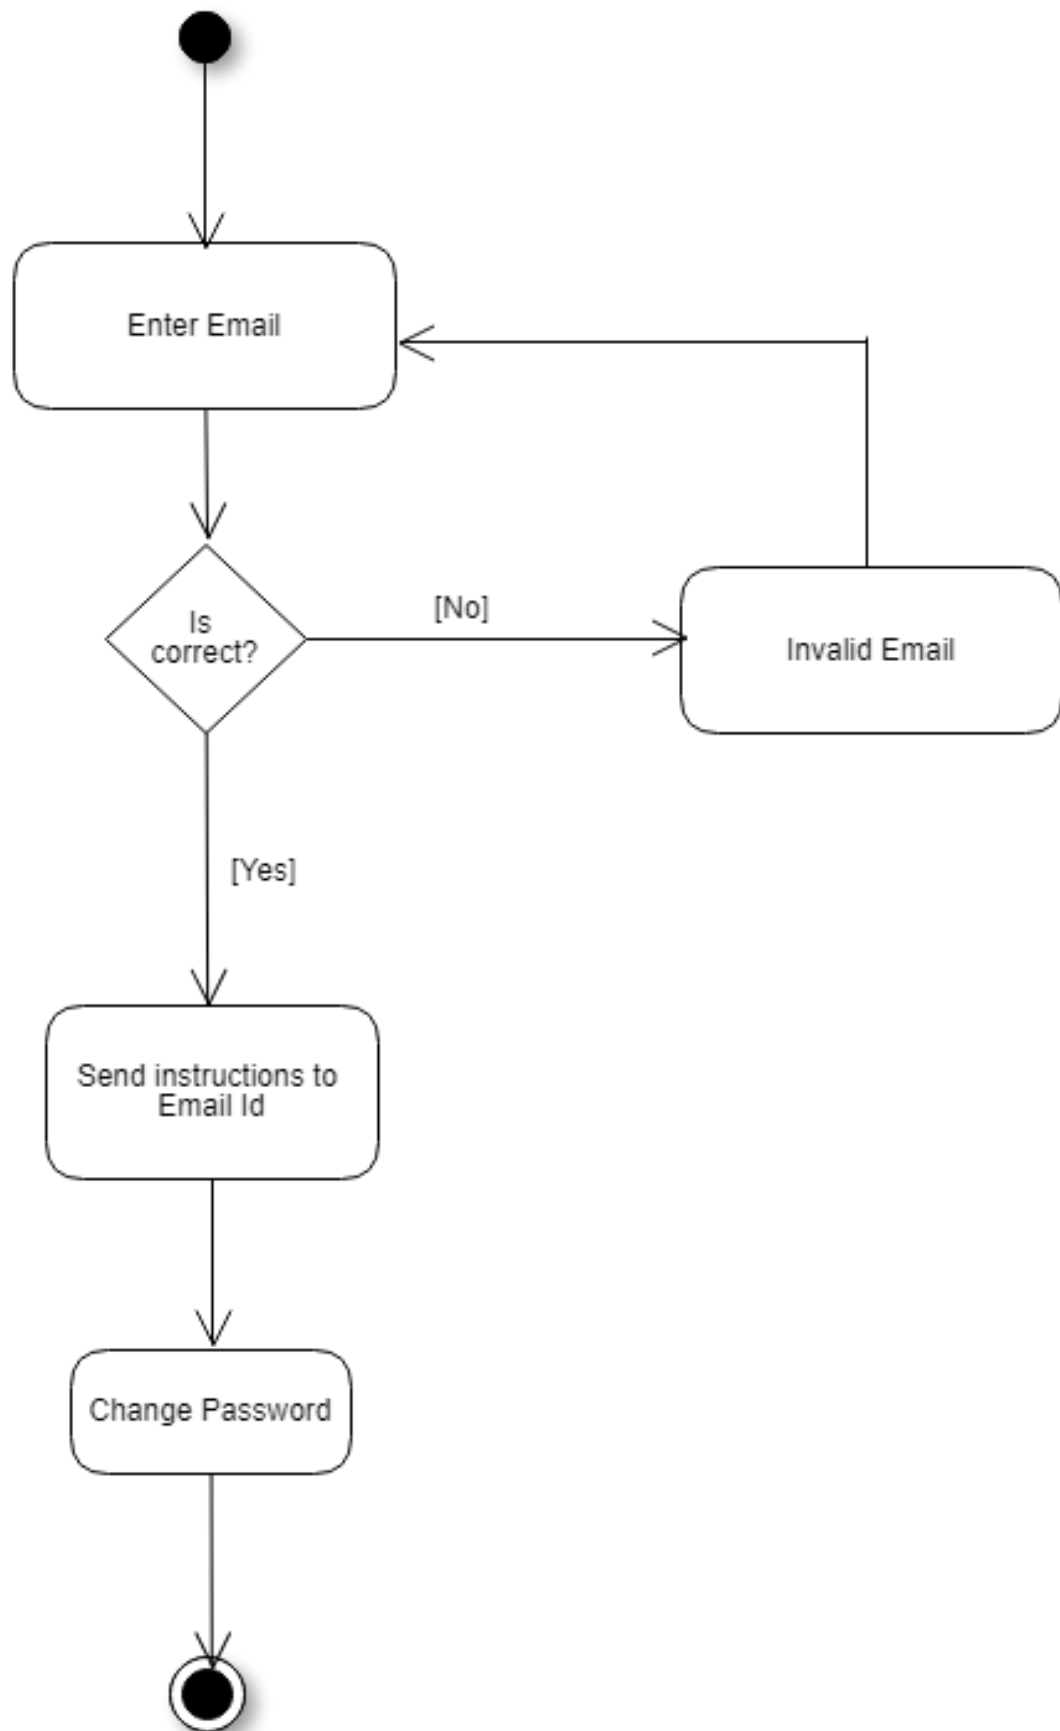 Enter Email
Is
correct?
[No]
Invalid Email
[Yes]
Send instructions to
Email Id
Change Password